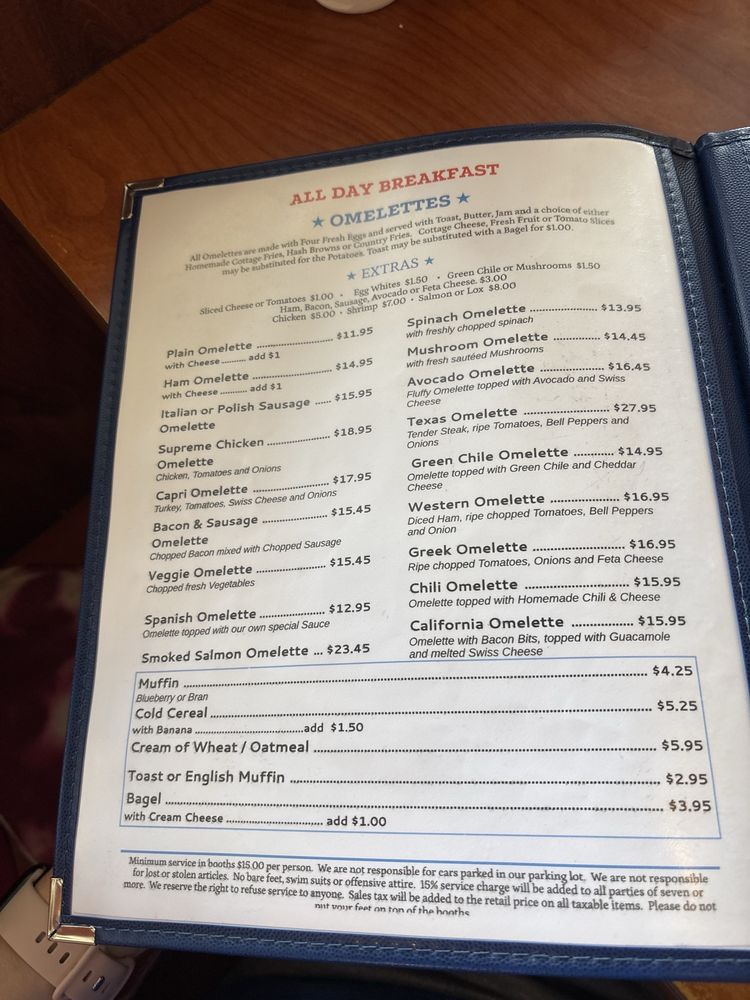 ALL DAY BREAKFAST
★ OMELETTES ★
All Omelettes are made with Four Fresh Eggs and served with Toast, Butter, Jam and a choice of either
Homemade Cottage Fries, Hash Browns or Country Fries. Cottage Cheese, Fresh Fruit or Tomato Slices
may be substituted for the Potatoes. Toast may be substituted with a Bagel for $1.00.
★ EXTRAS ★
Sliced Cheese or Tomatoes $1.00 • Egg Whites $1.50 • Green Chile or Mushrooms $1.50
Ham, Bacon, Sausage, Avocado or Feta Cheese. $3.00
Chicken $5.00 • Shrimp $7.00 • Salmon or Lox $8.00
Plain Omelette ........................ $11.95
with Cheese.......... add $1
Ham Omelette ........................ $14.95
with Cheese .......... add $1
Italian or Polish Sausage ..... $15.95
Omelette
Supreme Chicken .................. $18.95
Omelette
Chicken, Tomatoes and Onions
Capri Omelette ...................... $17.95
Turkey, Tomatoes, Swiss Cheese and Onions
Bacon & Sausage ................... $15.45
Omelette
Chopped Bacon mixed with Chopped Sausage
Veggie Omelette ..................... $15.45
Chopped fresh Vegetables
Spanish Omelette ................... $12.95
Omelette topped with our own special Sauce
Smoked Salmon Omelette ... $23.45
Spinach Omelette .................... $13.95
with freshly chopped spinach
Mushroom Omelette ................ $14.45
with fresh sautéed Mushrooms
Avocado Omelette ................... $16.45
Fluffy Omelette topped with Avocado and Swiss
Cheese
Texas Omelette ........................ $27.95
Tender Steak, ripe Tomatoes, Bell Peppers and
Onions
Green Chile Omelette ............ $14.95
Omelette topped with Green Chile and Cheddar
Cheese
Western Omelette ................... $16.95
Diced Ham, ripe chopped Tomatoes, Bell Peppers
and Onion
Greek Omelette ........................ $16.95
Ripe chopped Tomatoes, Onions and Feta Cheese
Chili Omelette ........................... $15.95
Omelette topped with Homemade Chili & Cheese
California Omelette .................. $15.95
Omelette with Bacon Bits, topped with Guacamole
and melted Swiss Cheese
Muffin ........................................ $4.25
Blueberry or Bran
Cold Cereal ........................................ $5.25
with Banana ..............................add $1.50
Cream of Wheat / Oatmeal ........................................ $5.95
Toast or English Muffin ........................................ $2.95
Bagel ........................................ $3.95
with Cream Cheese .......................... add $1.00
Minimum service in booths $15.00 per person. We are not responsible for cars parked in our parking lot. We are not responsible
for lost or stolen articles. No bare feet, swim suits or offensive attire. 15% service charge will be added to all parties of seven or
more. We reserve the right to refuse service to anyone. Sales tax will be added to the retail price on all taxable items. Please do not
put your feet on top of the booths